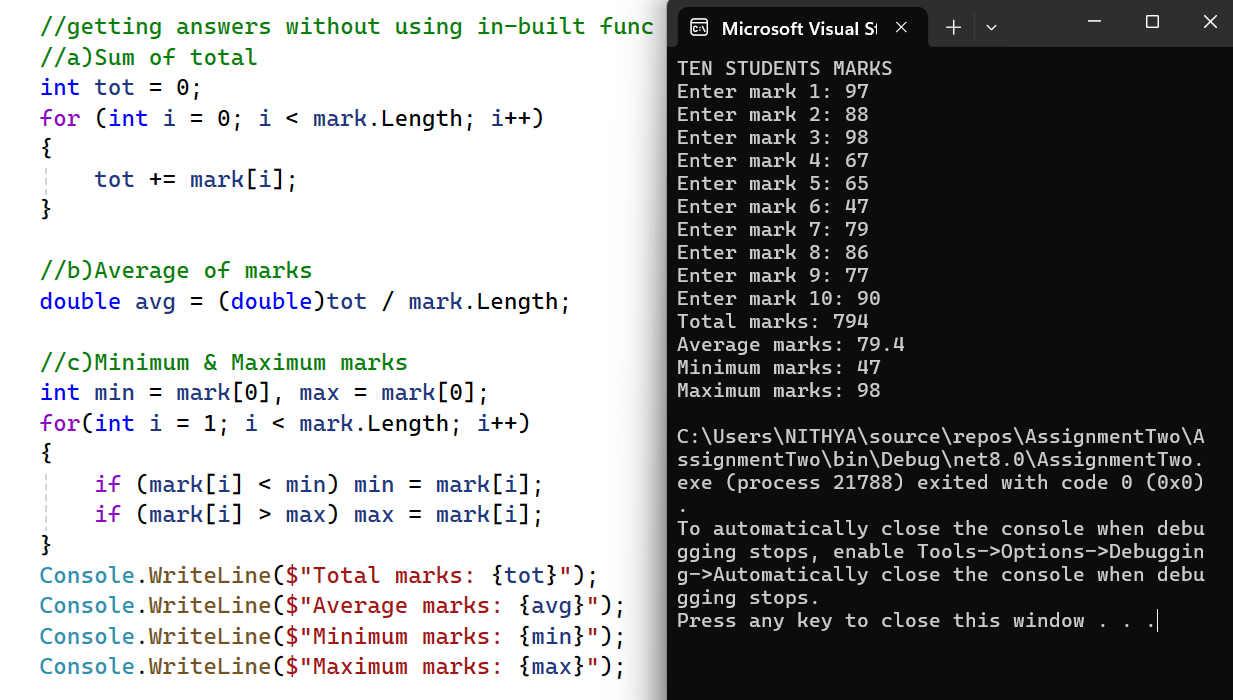 //getting answers without using in-built func
//a)Sum of total
int tot = 0;
for (int i = 0; i < mark.Length; i++)
{
    tot += mark[i];
}

//b)Average of marks
double avg = (double)tot / mark.Length;

//c)Minimum & Maximum marks
int min = mark[0], max = mark[0];
for(int i = 1; i < mark.Length; i++)
{
    if (mark[i] < min) min = mark[i];
    if (mark[i] > max) max = mark[i];
}
Console.WriteLine($"Total marks: {tot}");
Console.WriteLine($"Average marks: {avg}");
Console.WriteLine($"Minimum marks: {min}");
Console.WriteLine($"Maximum marks: {max}");
Microsoft Visual St
TEN STUDENTS MARKS
Enter mark 1: 97
Enter mark 2: 88
Enter mark 3: 98
Enter mark 4: 67
Enter mark 5: 65
Enter mark 6: 47
Enter mark 7: 79
Enter mark 8: 86
Enter mark 9: 77
Enter mark 10: 90
Total marks: 794
Average marks: 79.4
Minimum marks: 47
Maximum marks: 98

C:\Users\NITHYA\source\repos\AssignmentTwo\A
ssignmentTwo\bin\Debug\net8.0\AssignmentTwo.
exe (process 21788) exited with code 0 (0x0)
.
To automatically close the console when debu
gging stops, enable Tools->Options->Debuggin
g->Automatically close the console when debu
gging stops.
Press any key to close this window . . .